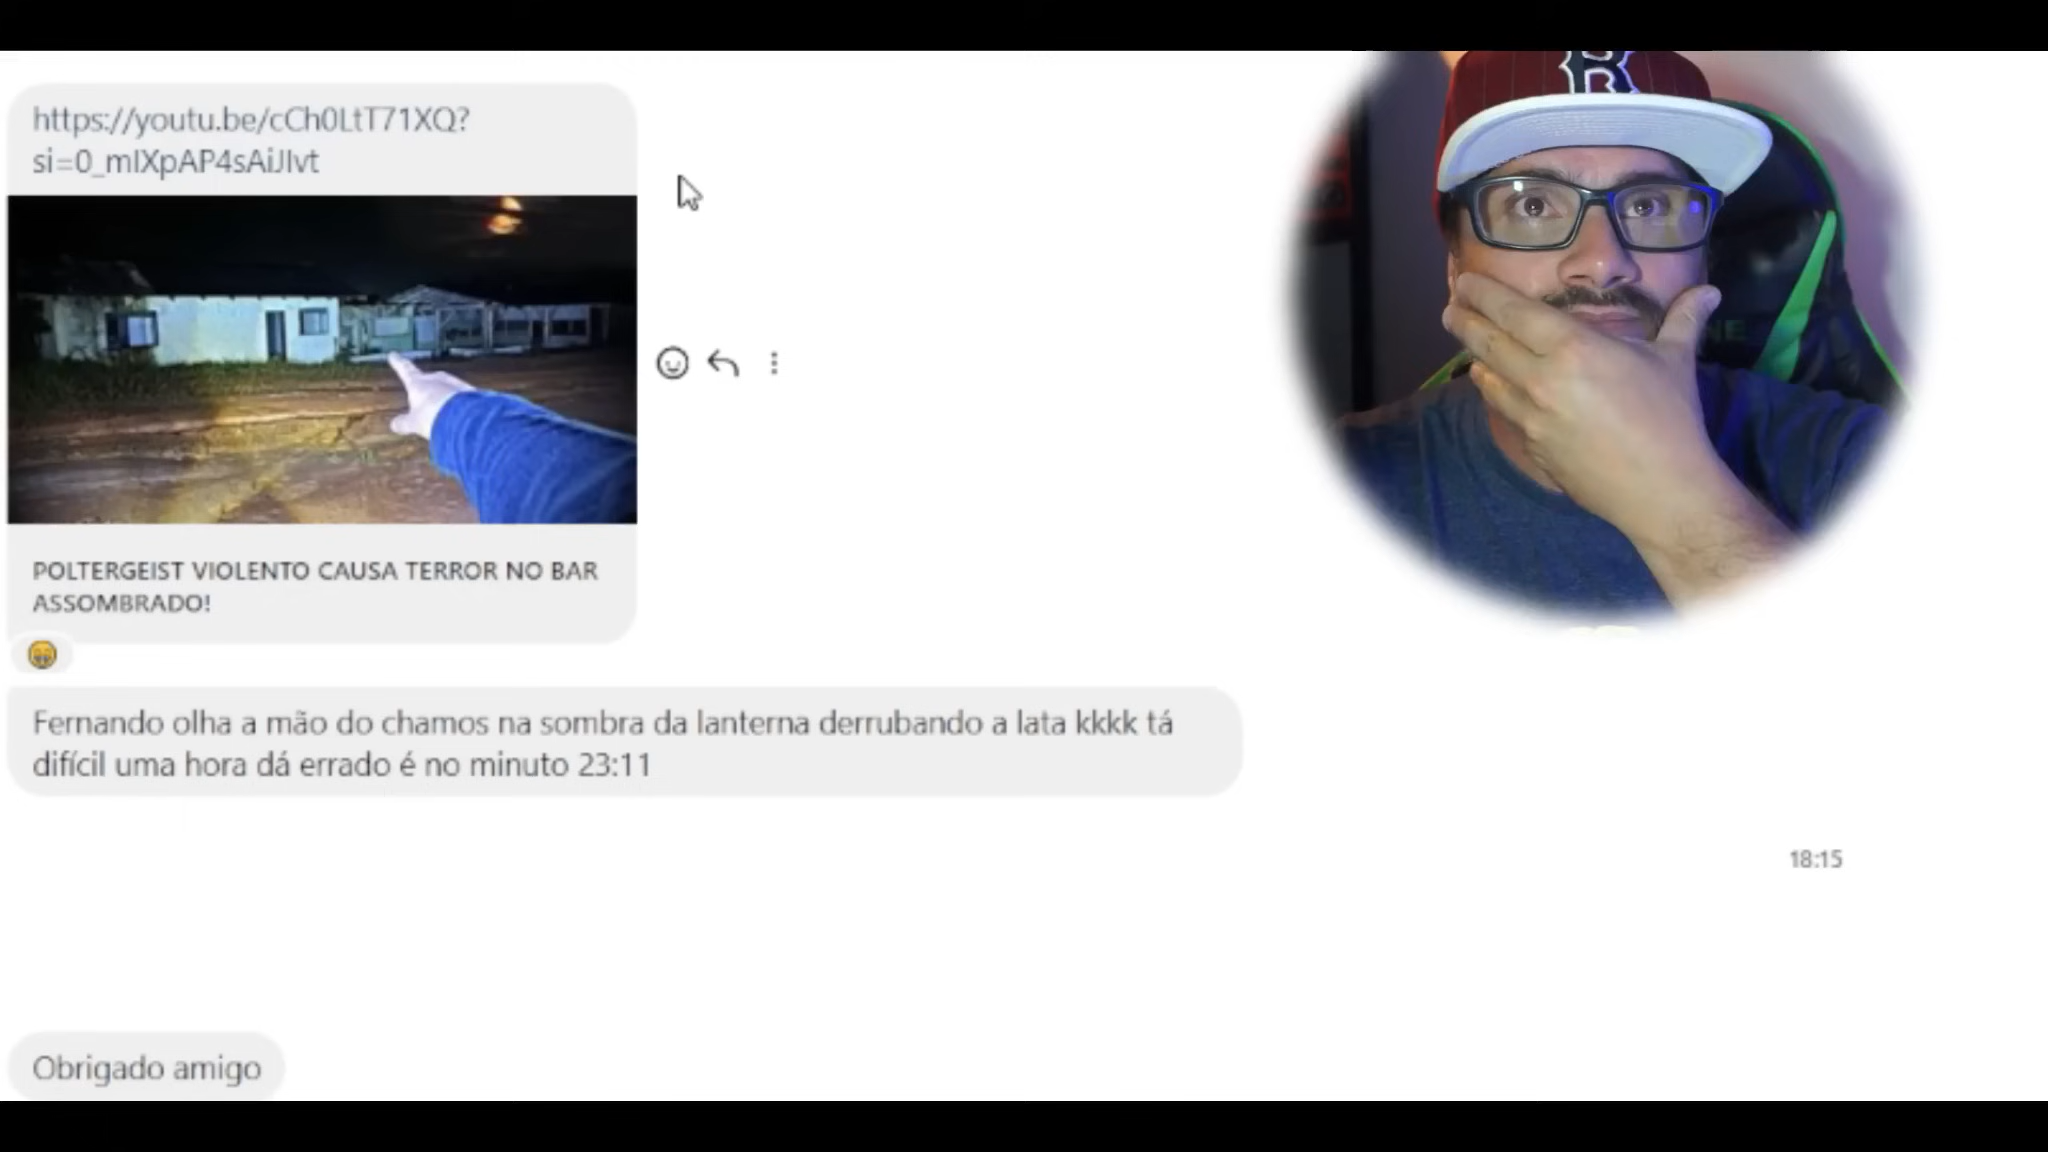 https://youtu.be/cCh0LtT71XQ?
si=0_mIXpAP4sAiJIvt
POLTERGEIST VIOLENTO CAUSA TERROR NO BAR
ASSOMBRADO!
Fernando olha a mão do chamos na sombra da lanterna derrubando a lata kkkk tá
difícil uma hora dá errado é no minuto 23:11
18:15
Obrigado amigo